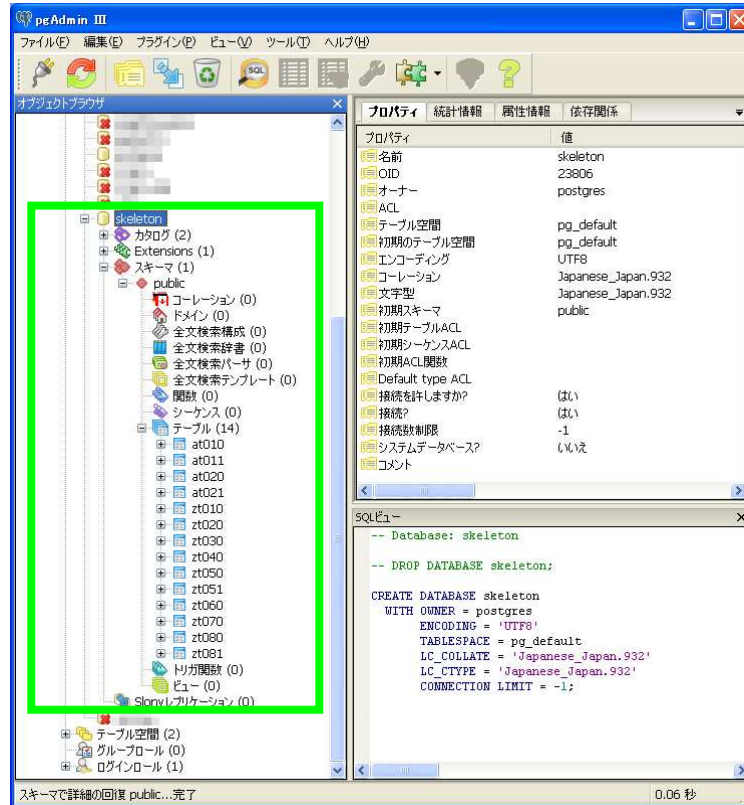 pgAdmin III
ファイル(F) 編集(E) プラグイン(P) ビュー(V) ツール(T) ヘルプ(H)
SQL
オブジェクトブラウザ
skeleton
カタログ (2)
Extensions (1)
スキーマ (1)
public
コーレーション (0)
ドメイン (0)
全文検索構成 (0)
全文検索辞書 (0)
全文検索パーサ (0)
全文検索テンプレート (0)
関数 (0)
シーケンス (0)
テーブル (14)
at010
at011
at020
at021
zt010
zt020
zt030
zt040
zt050
zt051
zt060
zt070
zt080
zt081
トリガ関数 (0)
ビュー (0)
Slonyレプリケーション (0)
テーブル空間 (2)
グループロール (0)
ログインロール (1)
プロパティ 統計情報 属性情報 依存関係
プロパティ 値
名前 skeleton
OID 23806
オーナー postgres
ACL
テーブル空間 pg_default
初期のテーブル空間 pg_default
エンコーディング UTF8
コーレーション Japanese_Japan.932
文字型 Japanese_Japan.932
初期スキーマ public
初期テーブルACL
初期シーケンスACL
初期ACL関数
Default type ACL
接続を許しますか? はい
接続? はい
接続数制限 -1
システムデータベース? いいえ
コメント
SQLビュー
-- Database: skeleton
-- DROP DATABASE skeleton;
CREATE DATABASE skeleton
WITH OWNER = postgres
ENCODING = 'UTF8'
TABLESPACE = pg_default
LC_COLLATE = 'Japanese_Japan.932'
LC_CTYPE = 'Japanese_Japan.932'
CONNECTION LIMIT = -1;
スキーマで詳細の回復 public...完了 0.06 秒